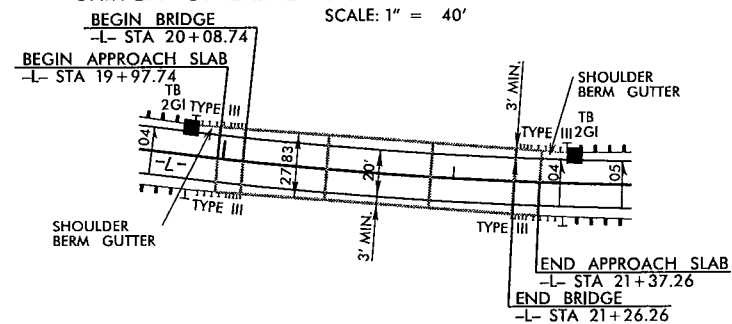 SCALE: 1" = 40'
BEGIN BRIDGE
-L- STA 20+08.74
BEGIN APPROACH SLAB
-L- STA 19+97.74
TB
2GI
TYPE III
3' MIN.
SHOULDER
BERM GUTTER
TYPE III
TB
2GI
04
-L-
27.83
20'
04
05
TYPE III
SHOULDER
BERM GUTTER
3' MIN.
TYPE III
END APPROACH SLAB
-L- STA 21+37.26
END BRIDGE
-L- STA 21+26.26